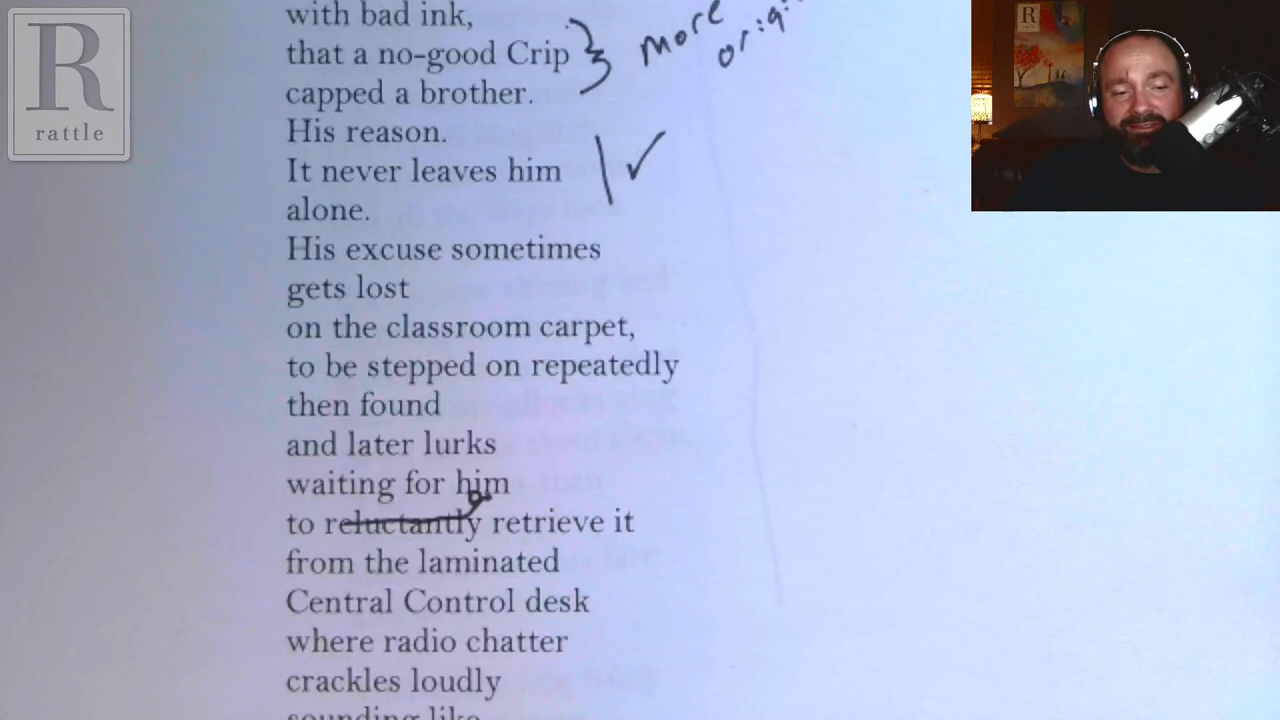 R
rattle
with bad ink,
that a no-good Crip
more
capped a brother.
His reason.
It never leaves him
alone.
His excuse sometimes
gets lost
on the classroom carpet,
to be stepped on repeatedly
then found
and later lurks
waiting for him
to reluctantly retrieve it
from the laminated
Central Control desk
where radio chatter
crackles loudly
sounding like